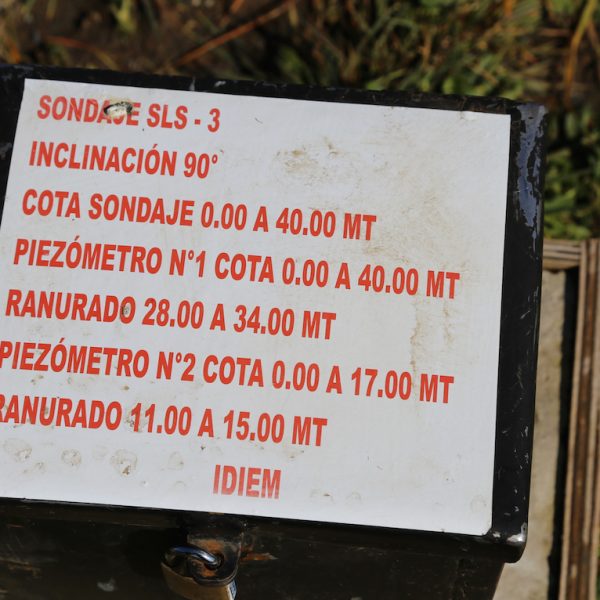 SONDAJE SLS - 3
INCLINACIÓN 90°
COTA SONDAJE 0.00 A 40.00 MT
PIEZÓMETRO N°1 COTA 0.00 A 40.00 MT
RANURADO 28.00 A 34.00 MT
PIEZÓMETRO N°2 COTA 0.00 A 17.00 MT
RANURADO 11.00 A 15.00 MT
IDIEM